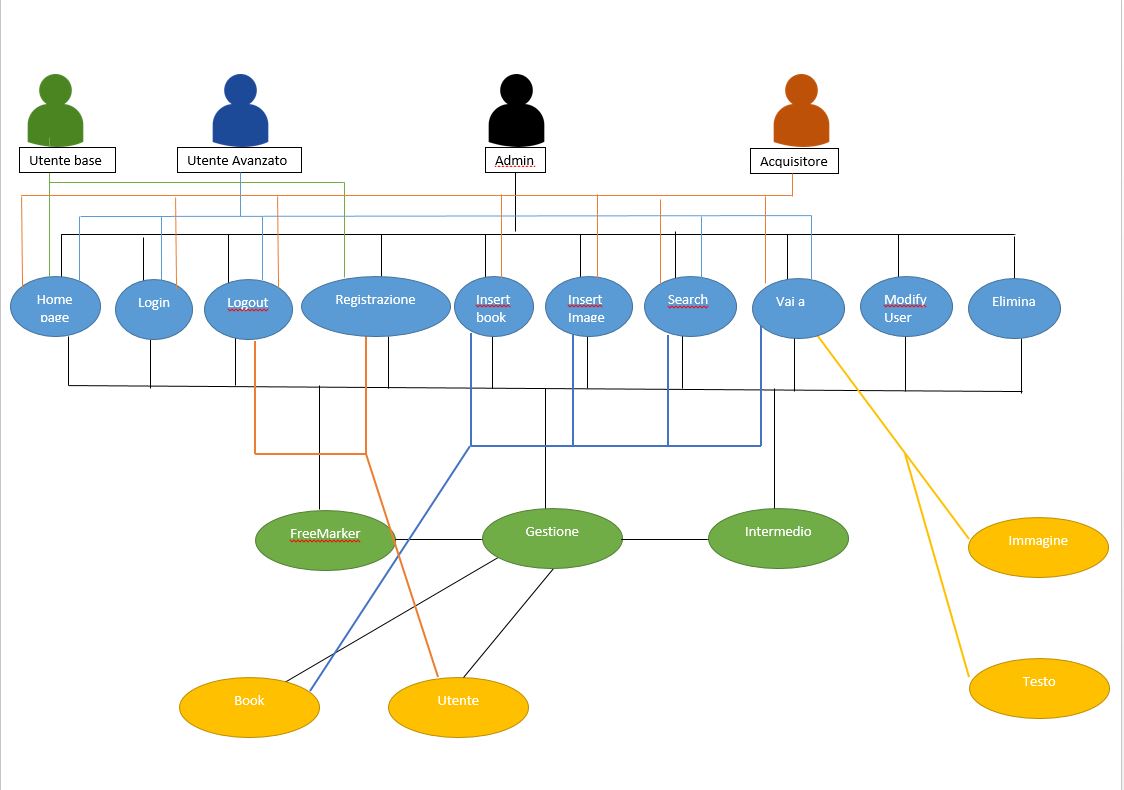 Utente base
Utente Avanzato
Admin
Acquisitore
Home
page
Login
Logout
Registrazione
Insert
book
Insert
Image
Search
Vai a
Modify
User
Elimina
FreeMarker
Gestione
Intermedio
Immagine
Book
Utente
Testo